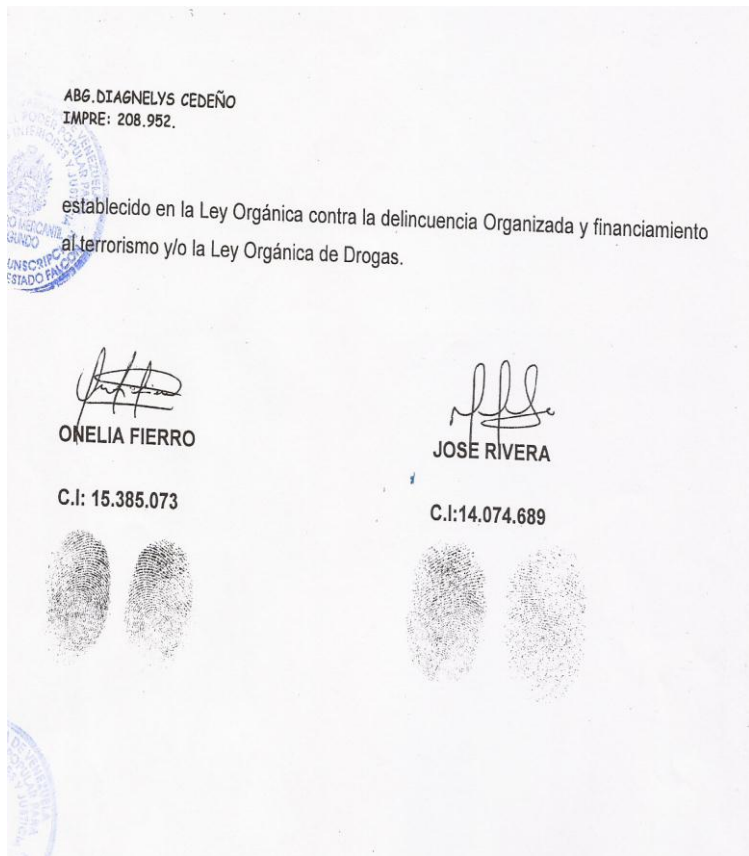 ABG.DIAGNELYS CEDEÑO
IMPRE: 208.952.
establecido en la Ley Orgánica contra la delincuencia Organizada y financiamiento
al terrorismo y/o la Ley Orgánica de Drogas.
ONELIA FIERRO
JOSE RIVERA
C.I: 15.385.073
C.I:14.074.689